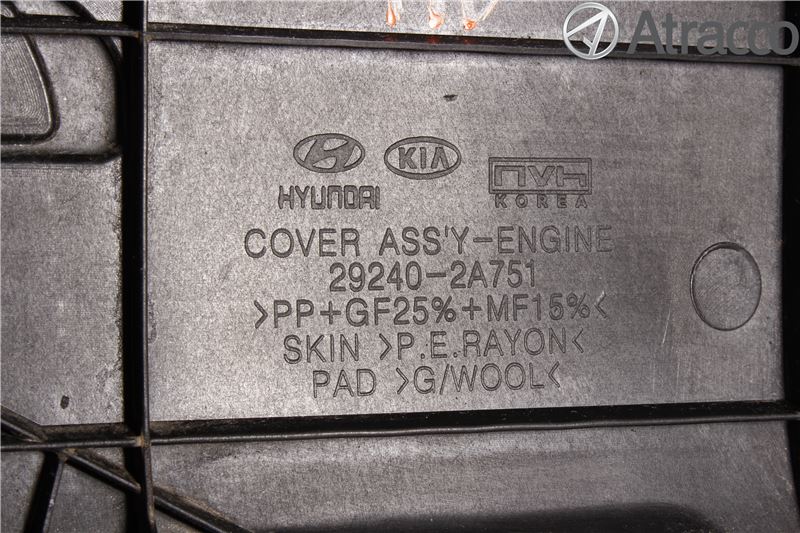 Atracco
KIA
HYUNDAI
NVH
KOREA
COVER ASS'Y-ENGINE
29240-2A751
>PP+GF25%+MF15%<
SKIN >P.E.RAYON<
PAD >G/WOOL<